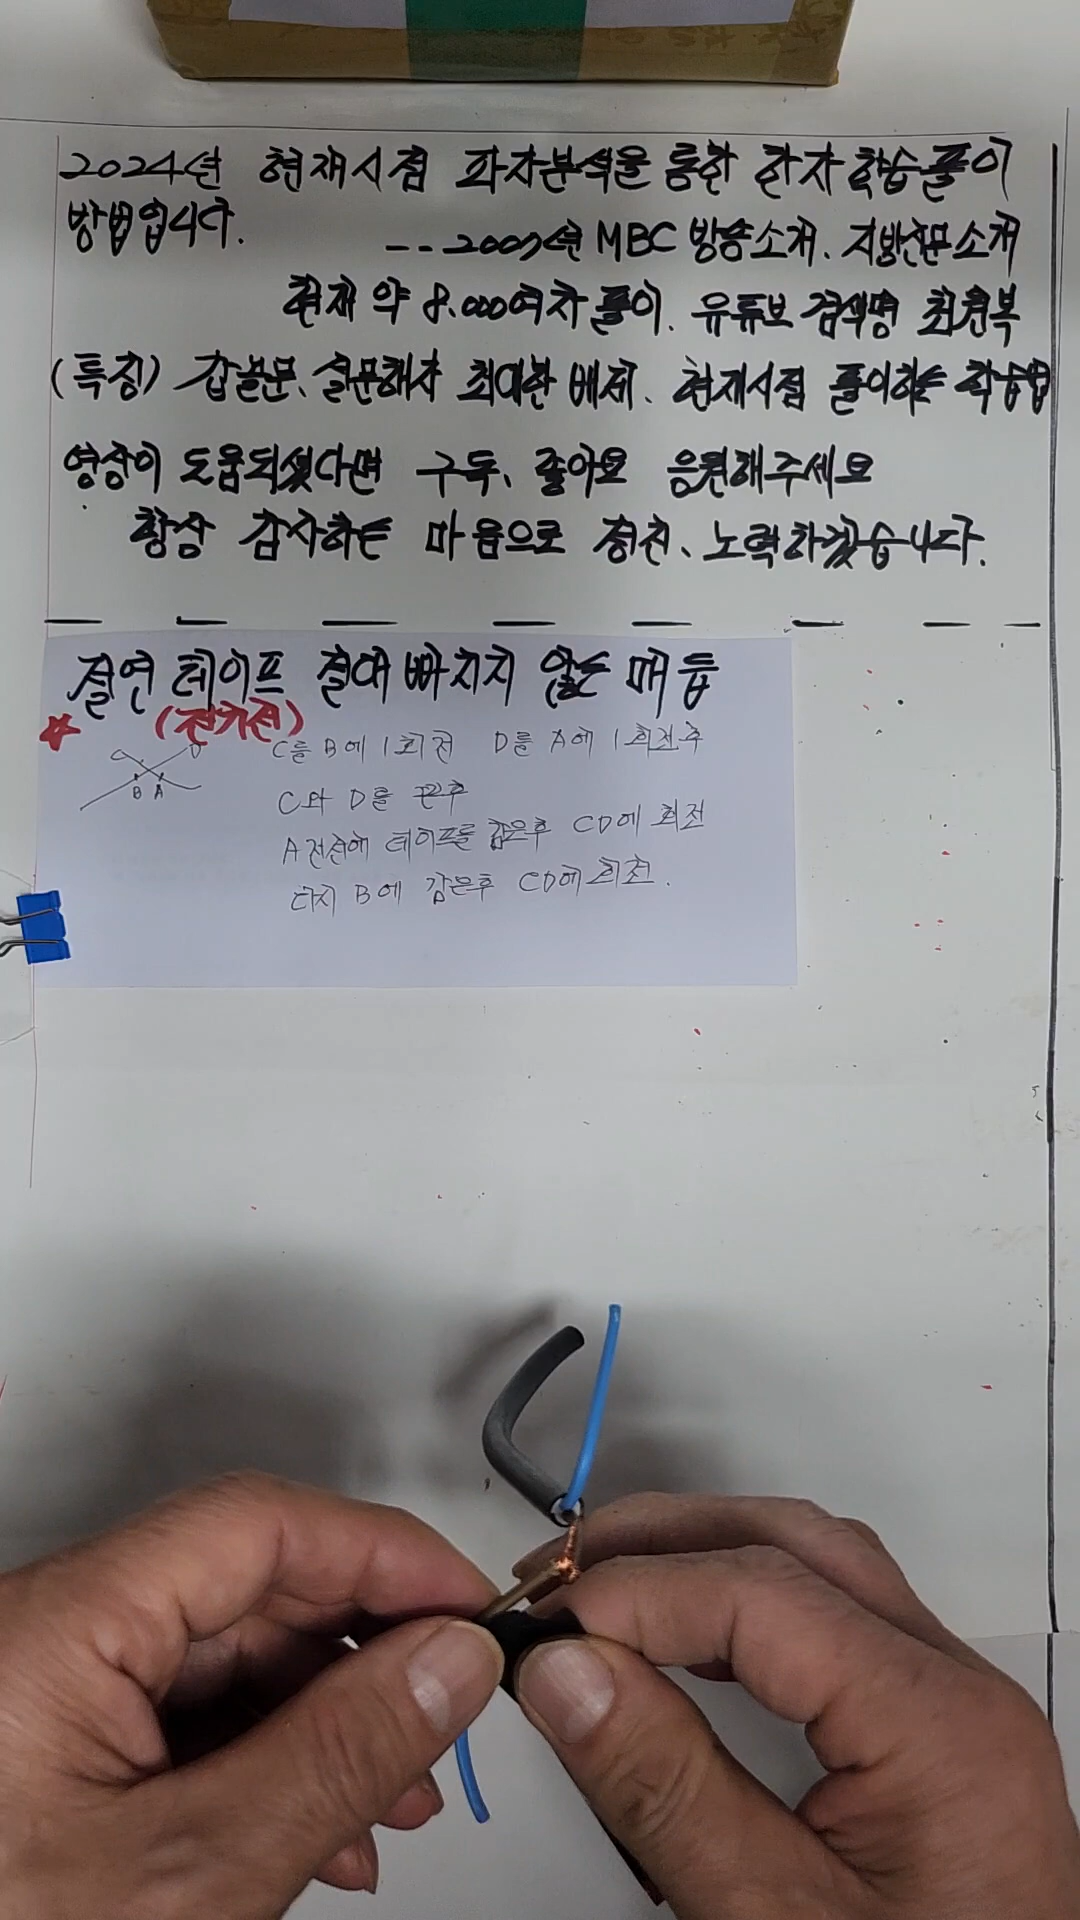 2024년 현재시점 파자분석을 통한 한자학습풀이
방법입니다.
---2007년 MBC 방송소개. 지방신문소개
현재 약 8.000여자 풀이. 유튜브 검색명 최천복
(특징) 갑골문、설문해자 최대한 배제. 현재시점 풀이하는 학습법
영상이 도움되셨다면 구독、좋아요 응원해주세요
항상 감사하는 마음으로 정진、노력하겠습니다.
절연 테이프 절대 빠지지 않는 매듭
(전기선)
C를 B에 1회전 D를 A에 1회전후
B A
C와 D를 끈후
A전선에 테이프를 감은후 CD에 회전
다시 B에 감은후 CD에 회전.